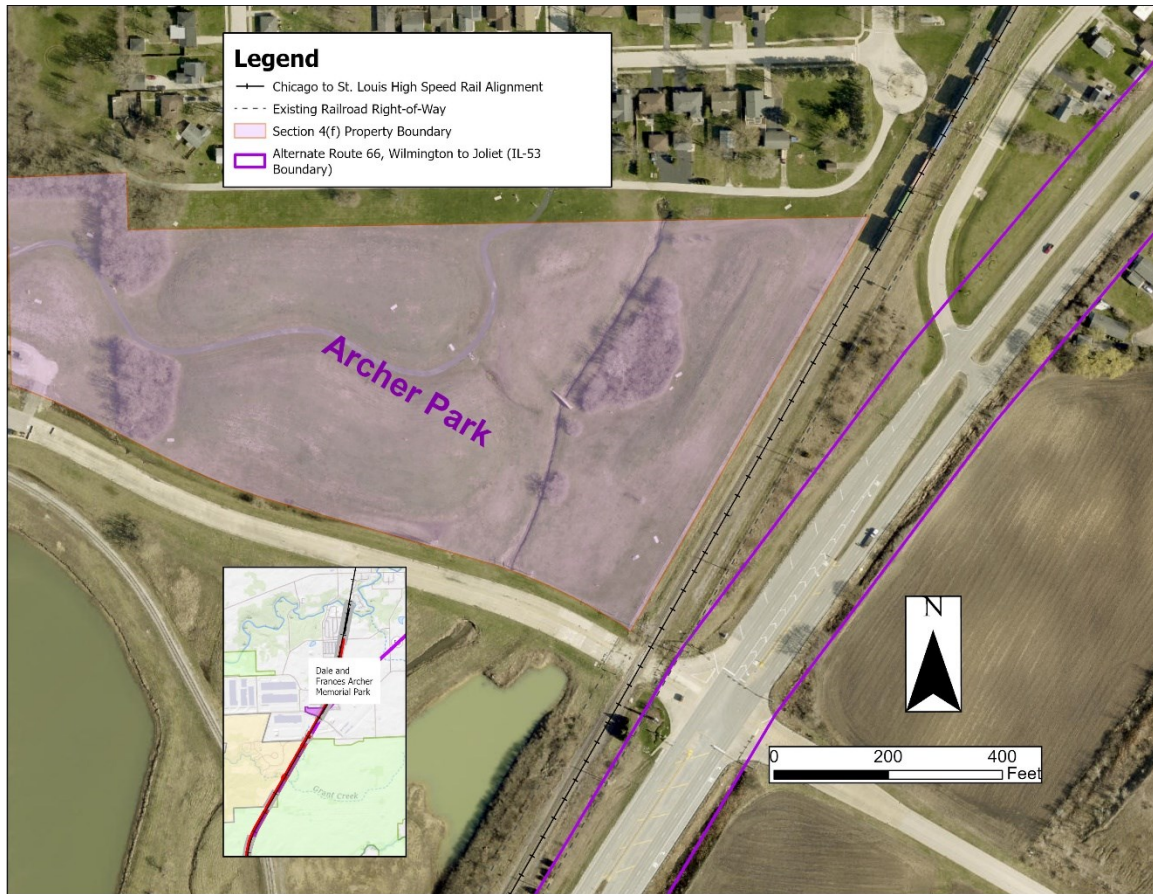 Legend
Chicago to St. Louis High Speed Rail Alignment
Existing Railroad Right-of-Way
Section 4(f) Property Boundary
Alternate Route 66, Wilmington to Joliet (IL-53
Boundary)
Archer Park
Dale and
Frances Archer
Memorial Park
Grant Creek
N
0 200 400
Feet